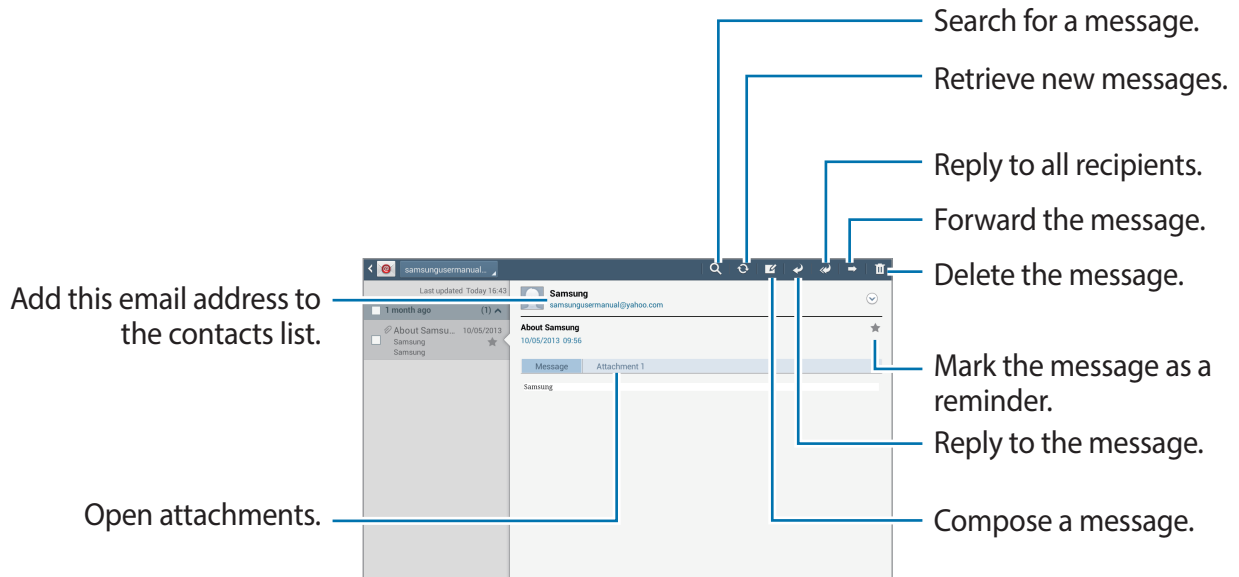 Search for a message.
Retrieve new messages.
Reply to all recipients.
Forward the message.
Delete the message.
samsungusermanual...
Last updated Today 16:43
1 month ago (1)
About Samsu... 10/05/2013
Samsung
Samsung
Samsung
samsungusermanual@yahoo.com
About Samsung
10/05/2013 09:56
Message Attachment 1
Samsung
Add this email address to
the contacts list.
Mark the message as a
reminder.
Reply to the message.
Open attachments.
Compose a message.